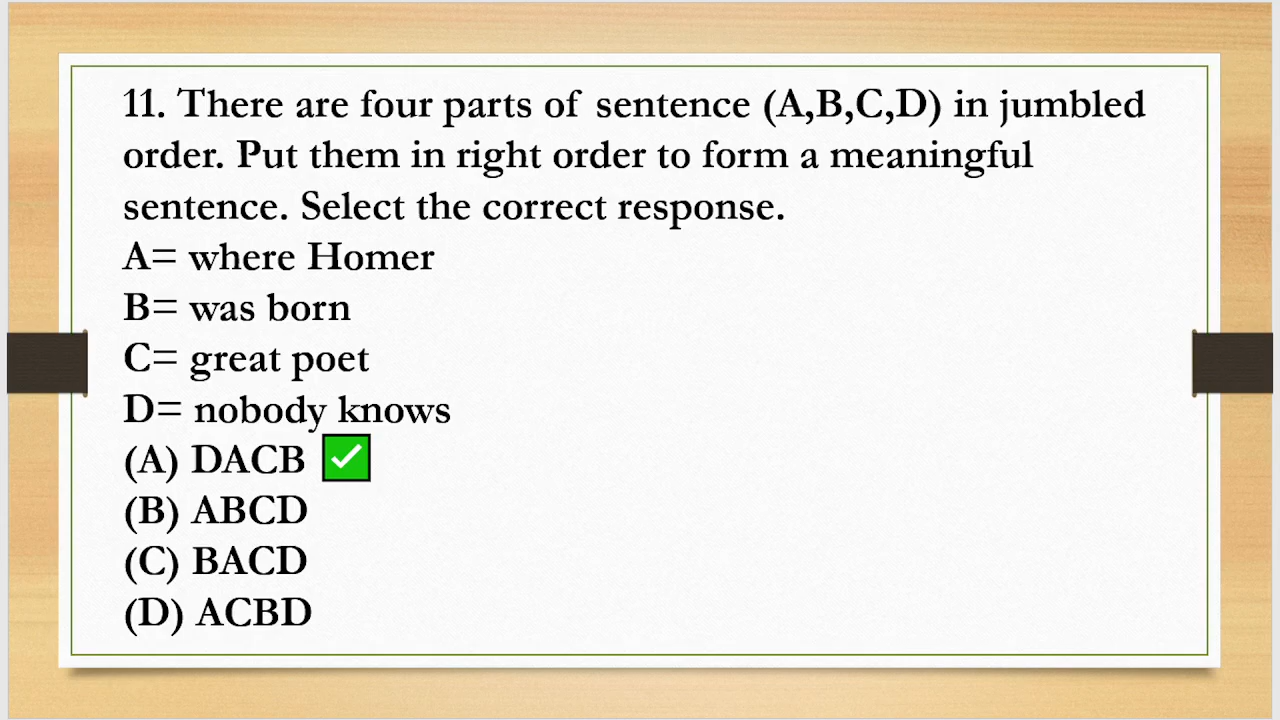 11. There are four parts of sentence (A,B,C,D) in jumbled
order. Put them in right order to form a meaningful
sentence. Select the correct response.
A= where Homer
B= was born
C= great poet
D= nobody knows
(A) DACB ✅
(B) ABCD
(C) BACD
(D) ACBD